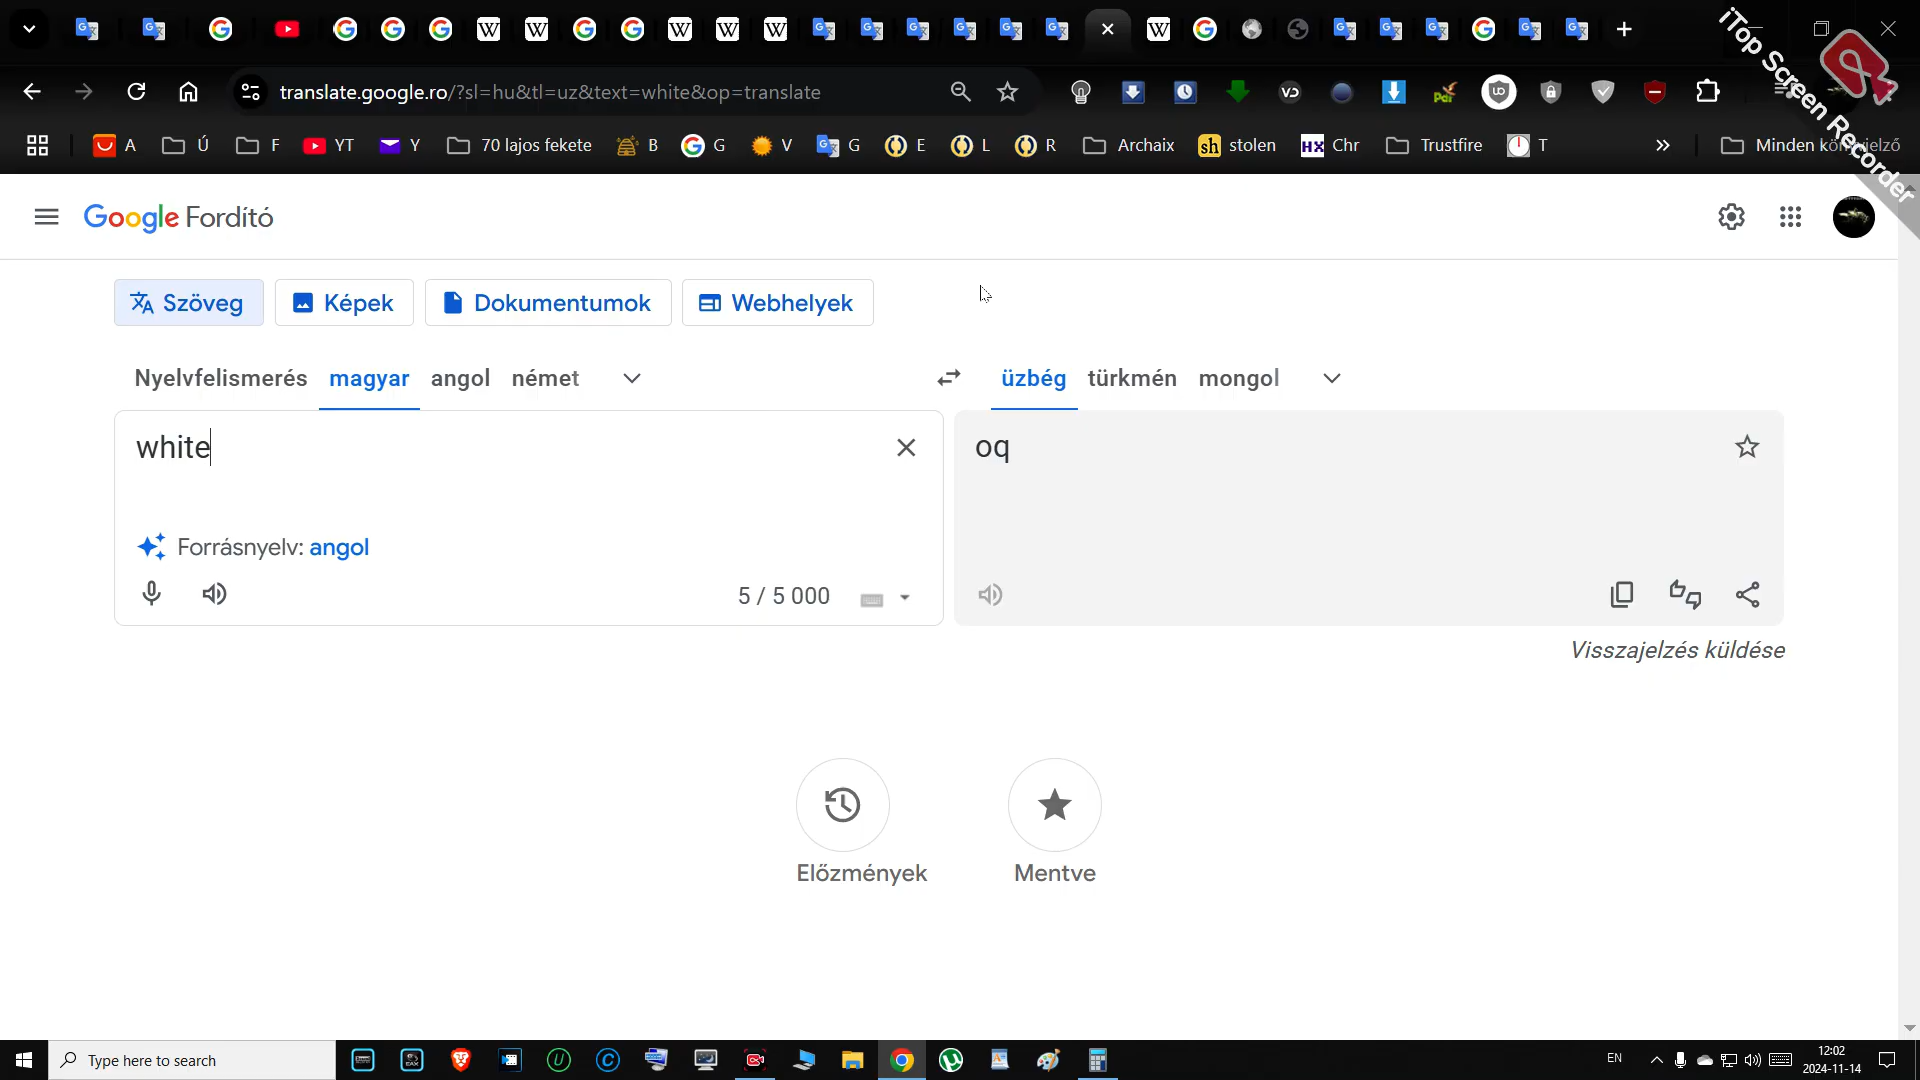 translate.google.ro/?sl=hu&tl=uz&text=white&op=translate
A
Ú
F
YT
Y
70 lajos fekete
B
G
V
G
E
L
R
Archaix
stolen
Chr
Trustfire
T
Minden könyvjelző
iTop Screen Recorder
Google Fordító
Szöveg
Képek
Dokumentumok
Webhelyek
Nyelvfelismerés magyar angol német
üzbég türkmén mongol
white
oq
Forrásnyelv: angol
5 / 5 000
Visszajelzés küldése
Előzmények
Mentve
Type here to search
EN
12:02
2024-11-14